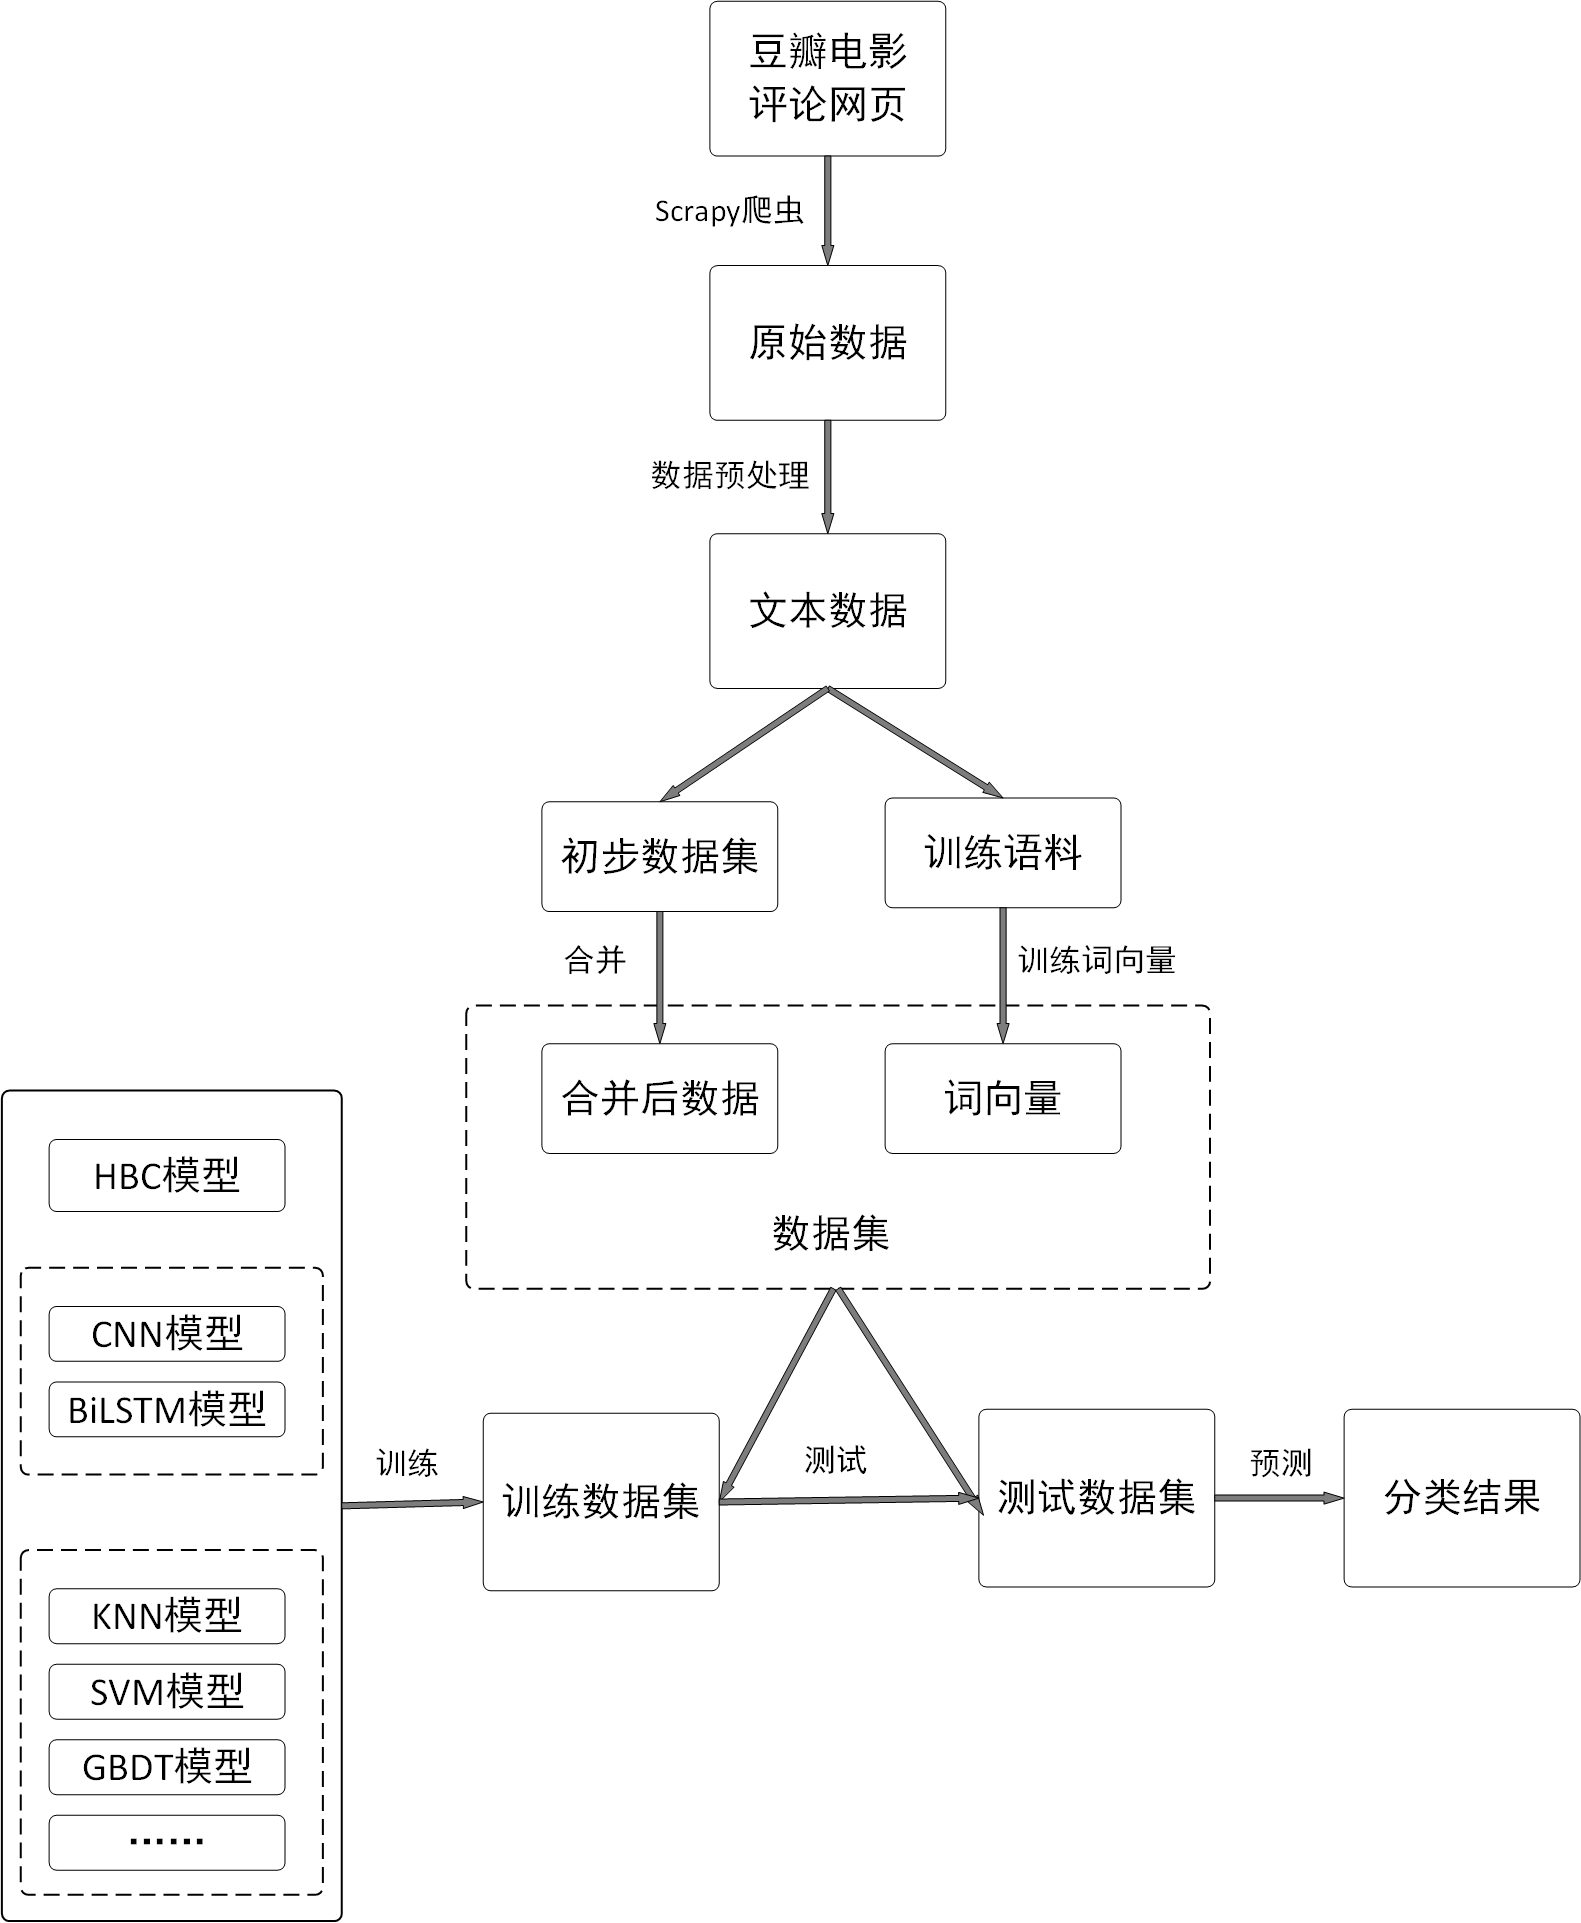 豆瓣电影
评论网页
Scrapy爬虫
原始数据
数据预处理
文本数据
初步数据集
训练语料
合并
训练词向量
合并后数据
词向量
数据集
HBC模型
CNN模型
BiLSTM模型
KNN模型
SVM模型
GBDT模型
······
训练
训练数据集
测试
测试数据集
预测
分类结果